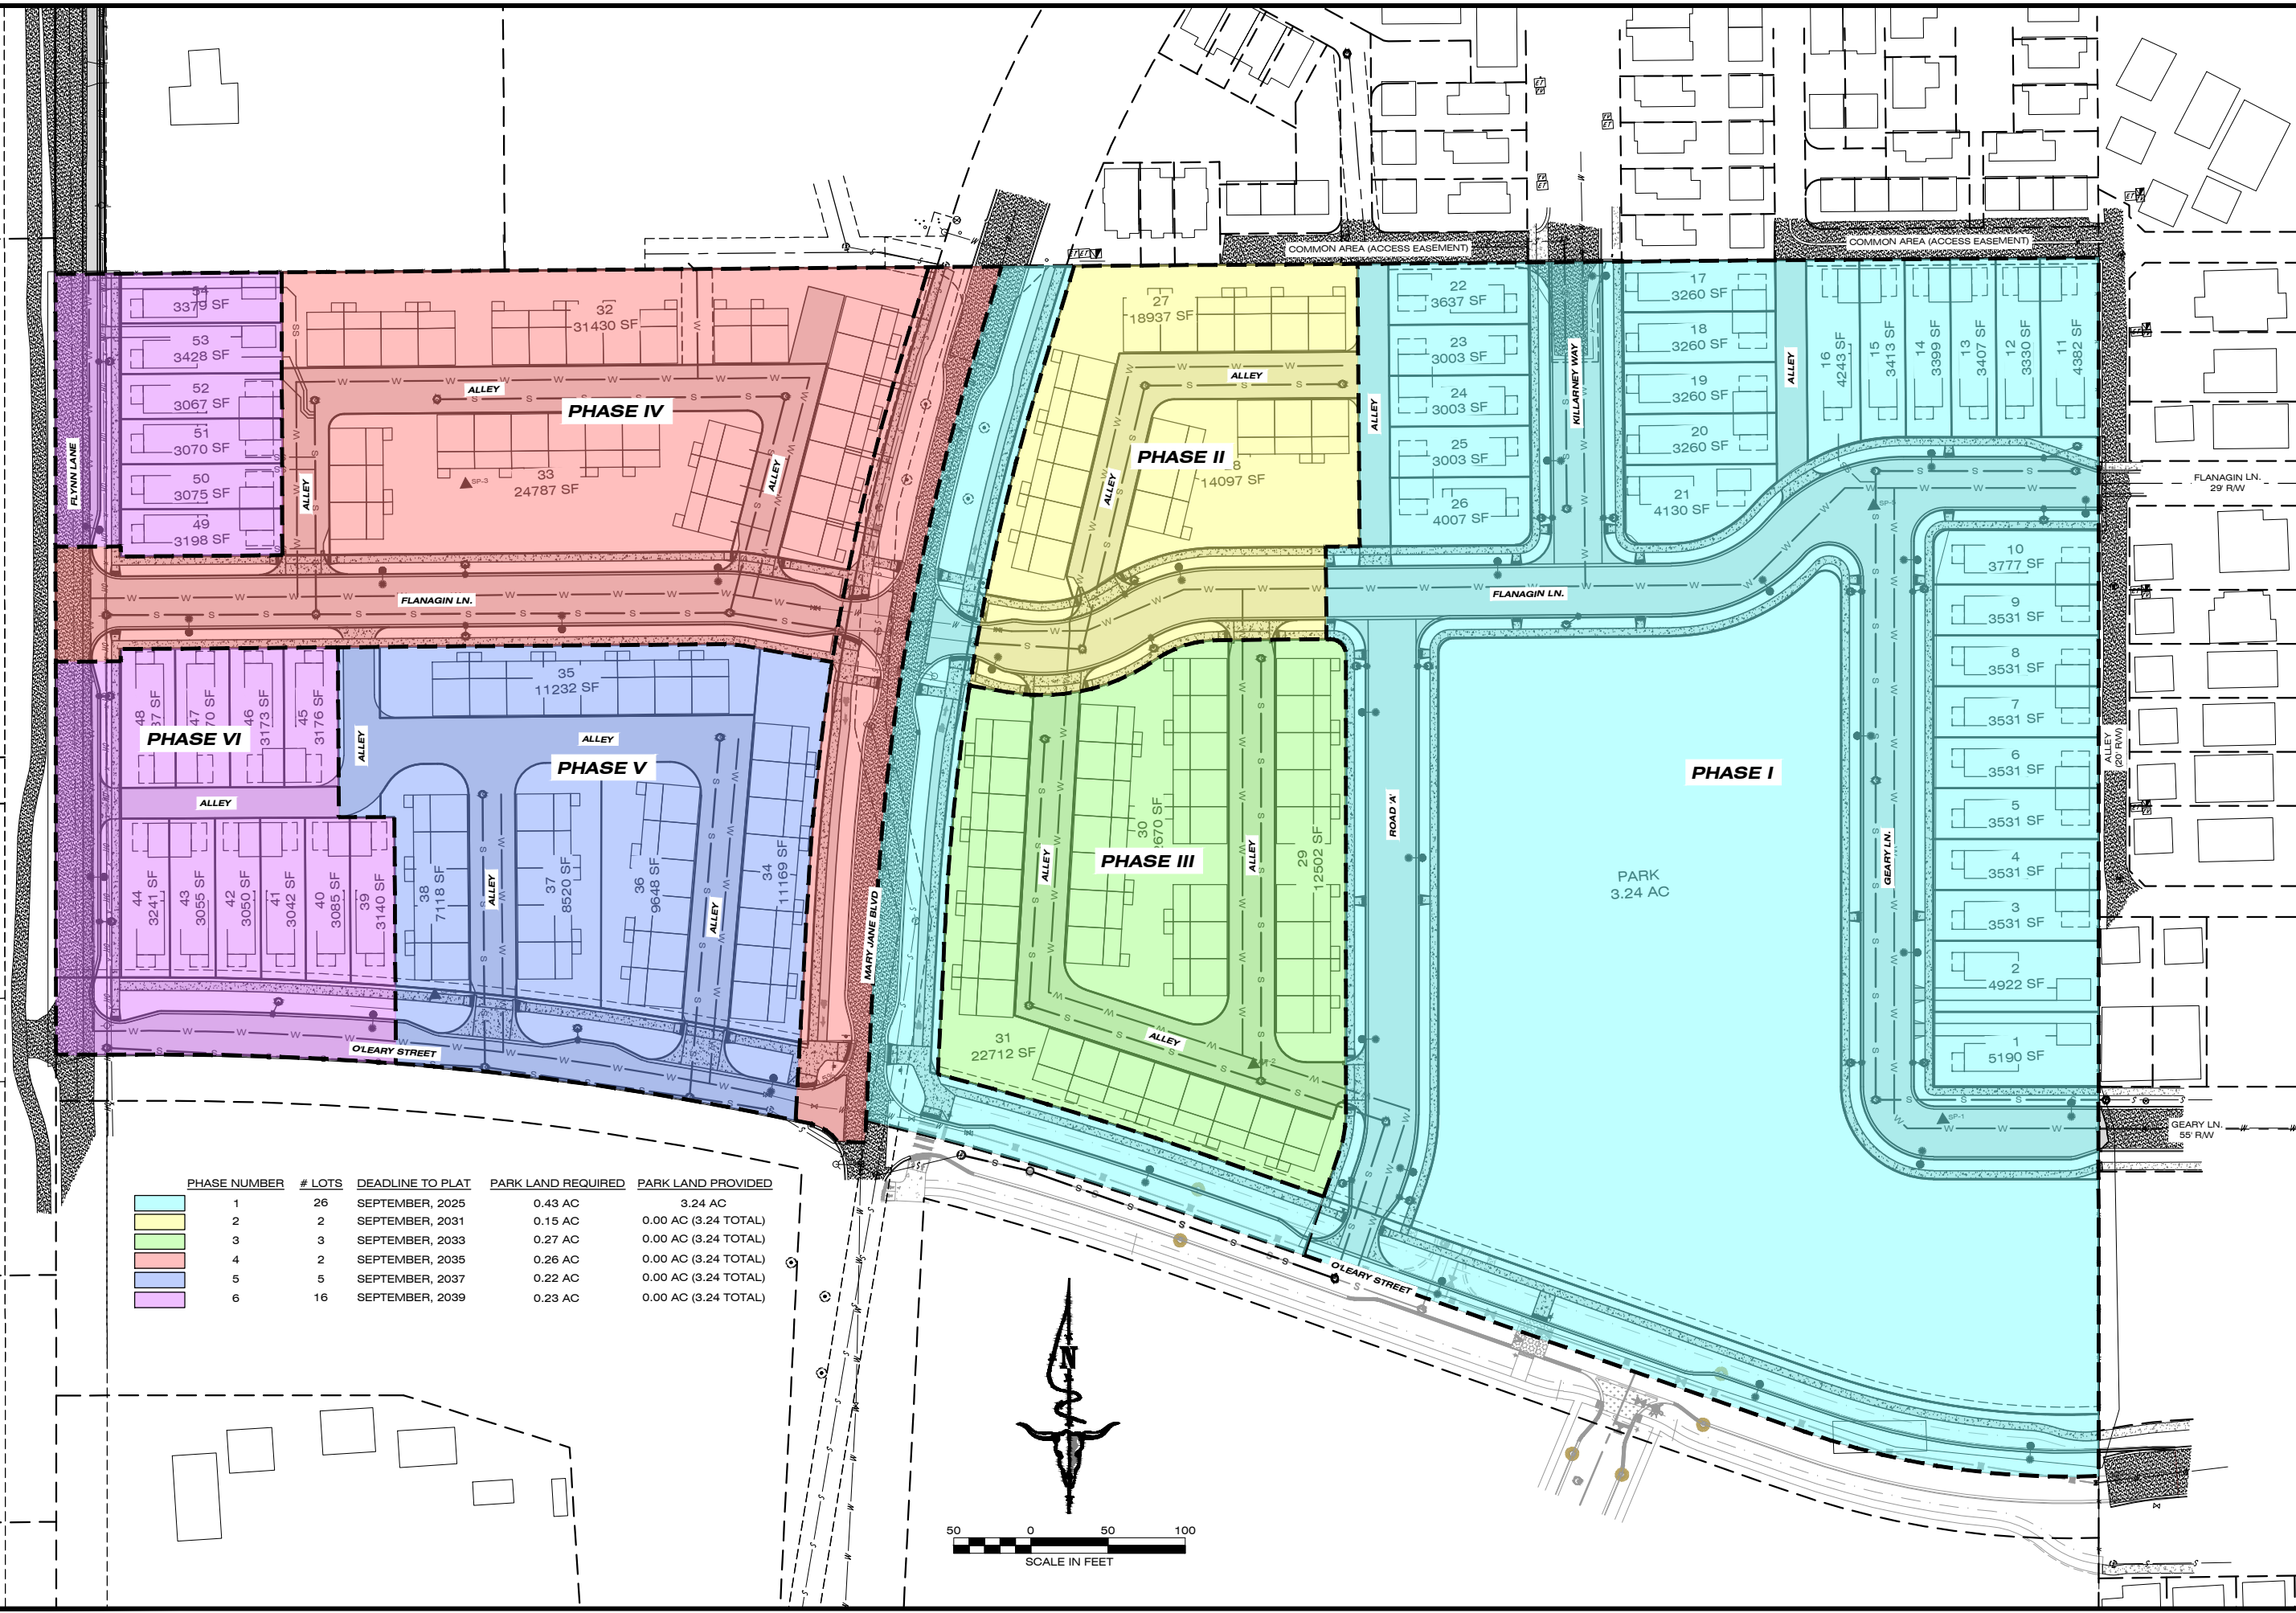 COMMON AREA (ACCESS EASEMENT)
COMMON AREA (ACCESS EASEMENT)
54
3379 SF
53
3428 SF
52
3067 SF
51
3070 SF
50
3075 SF
49
3198 SF
FLYNN LANE
32
31430 SF
ALLEY
PHASE IV
33
24787 SF
SP-3
ALLEY
ALLEY
FLANAGIN LN.
27
18937 SF
ALLEY
PHASE II
14097 SF
ALLEY
ALLEY
22
3637 SF
23
3003 SF
24
3003 SF
25
3003 SF
26
4007 SF
KILLARNEY WAY
17
3260 SF
18
3260 SF
19
3260 SF
20
3260 SF
21
4130 SF
ALLEY
16
4243 SF
15
3413 SF
14
3399 SF
13
3407 SF
12
3330 SF
11
4382 SF
FLANAGIN LN.
29' R/W
FLANAGIN LN.
10
3777 SF
9
3531 SF
8
3531 SF
7
3531 SF
6
3531 SF
5
3531 SF
4
3531 SF
3
3531 SF
2
4922 SF
1
5190 SF
ALLEY
(20' R/W)
GEARY LN.
GEARY LN.
55' R/W
SP-1
PHASE I
PARK
3.24 AC
ROAD 'A'
48
47
46
3173 SF
45
3176 SF
PHASE VI
ALLEY
44
3241 SF
43
3055 SF
42
3050 SF
41
3042 SF
40
3085 SF
39
3140 SF
ALLEY
35
11232 SF
ALLEY
PHASE V
38
7118 SF
ALLEY
37
8520 SF
36
9648 SF
ALLEY
34
11169 SF
MARY JANE BLVD
O'LEARY STREET
ALLEY
30
PHASE III
ALLEY
29
12502 SF
31
22712 SF
ALLEY
O'LEARY STREET
PHASE NUMBER # LOTS DEADLINE TO PLAT PARK LAND REQUIRED PARK LAND PROVIDED
1 26 SEPTEMBER, 2025 0.43 AC 3.24 AC
2 2 SEPTEMBER, 2031 0.15 AC 0.00 AC (3.24 TOTAL)
3 3 SEPTEMBER, 2033 0.27 AC 0.00 AC (3.24 TOTAL)
4 2 SEPTEMBER, 2035 0.26 AC 0.00 AC (3.24 TOTAL)
5 5 SEPTEMBER, 2037 0.22 AC 0.00 AC (3.24 TOTAL)
6 16 SEPTEMBER, 2039 0.23 AC 0.00 AC (3.24 TOTAL)
N
50 0 50 100
SCALE IN FEET